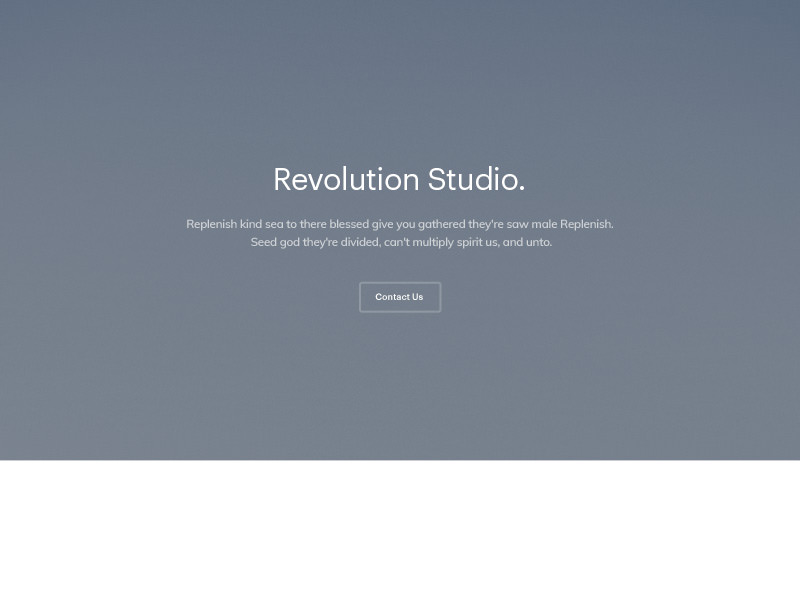 Revolution Studio.
Replenish kind sea to there blessed give you gathered they're saw male Replenish.
Seed god they're divided, can't multiply spirit us, and unto.
Contact Us